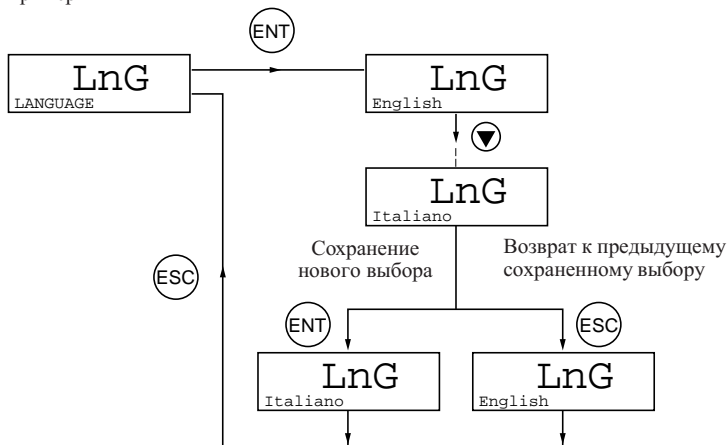 ENT
LnG
LANGUAGE
LnG
English
LnG
Italiano
Сохранение
нового выбора
Возврат к предыдущему
сохраненному выбору
ESC
ENT
ESC
LnG
Italiano
LnG
English